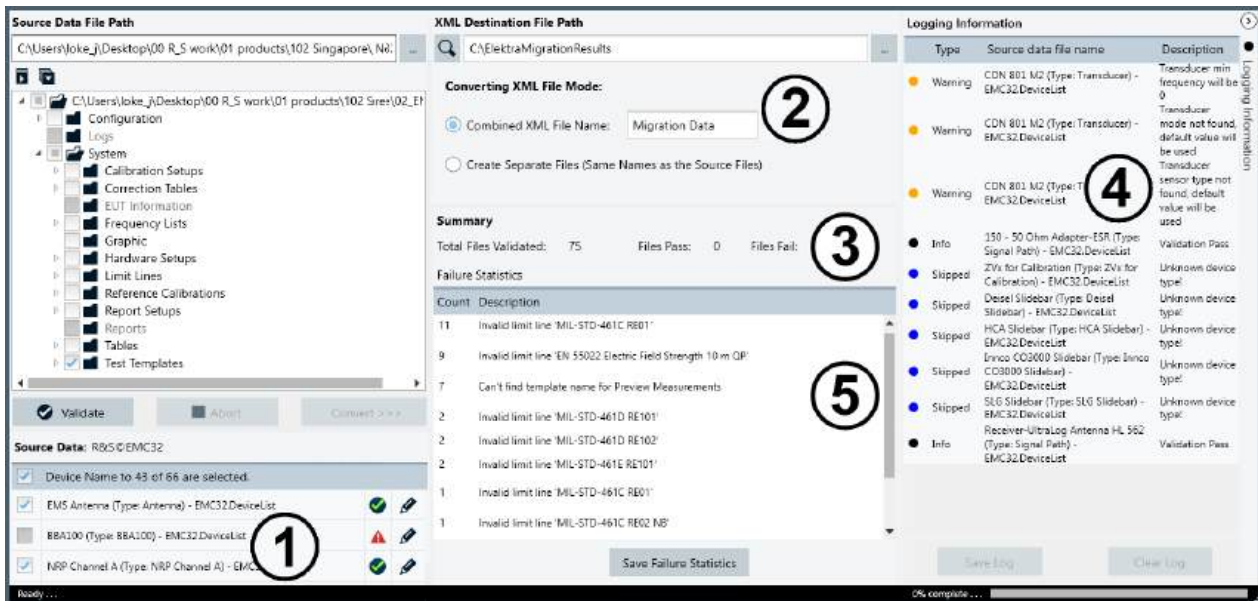 Source Data File Path
C:\Users\loke_j\Desktop\00 R_S work\01 products\102 Singapore\
...
C:\Users\loke_j\Desktop\00 R_S work\01 products\102
Configuration
Logs
System
Calibration Setups
Correction Tables
EUT Information
Frequency Lists
Graphic
Hardware Setups
Limit Lines
Reference Calibrations
Report Setups
Reports
Tables
Test Templates
Validate
Abort
Convert >>>
Source Data: R&S©EMC32
Device Name to 43 of 66 are selected.
EMS Antenna (Type: Antenna) - EMC32.DeviceList
BBA100 (Type: BBA100) - EMC32.DeviceList
1
NRP Channel A (Type: NRP Channel A) -
Ready...
XML Destination File Path
C:\ElektraMigrationResults
...
Converting XML File Mode:
2
Combined XML File Name: Migration Data
Create Separate Files (Same Names as the Source Files)
Summary
Total Files Validated: 75 Files Pass: 0 Files Fail:
3
Failure Statistics
Count Description
11 Invalid limit line 'MIL-STD-461C RE01'
9 Invalid limit line 'EN 55022 Electric Field Strength 10 m QP'
7 Can't find template name for Preview Measurements
5
2 Invalid limit line 'MIL-STD-461D RE101'
2 Invalid limit line 'MIL-STD-461D RE102'
2 Invalid limit line 'MIL-STD-461E RE101'
1 Invalid limit line 'MIL-STD-461C RE01'
1 Invalid limit line 'MIL-STD-461C RE02 NB'
Save Failure Statistics
Logging Information
Type Source data file name Description
Warning
CDN 801 M2 (Type: Transducer) -
EMC32.DeviceList
Transducer min
frequency will be
0
Warning
CDN 801 M2 (Type: Transducer) -
EMC32.DeviceList
Transducer
mode not found,
default value will
be used
Warning
CDN 801 M2 (Type:
EMC32.DeviceList
Transducer
sensor type not
found, default
value will be
used
4
Info
150 - 50 Ohm Adapter-ESR (Type:
Signal Path) - EMC32.DeviceList
Validation Pass
Skipped
ZVx for Calibration (Type: ZVx for
Calibration) - EMC32.DeviceList
Unknown device
type!
Skipped
Deisel Slidebar (Type: Deisel
Slidebar) - EMC32.DeviceList
Unknown device
type!
Skipped
HCA Slidebar (Type: HCA Slidebar) -
EMC32.DeviceList
Unknown device
type!
Skipped
Innco CO3000 Slidebar (Type: Innco
CO3000 Slidebar) -
EMC32.DeviceList
Unknown device
type!
Skipped
SLG Slidebar (Type: SLG Slidebar) -
EMC32.DeviceList
Unknown device
type!
Info
Receiver-UltraLog Antenna HL 562
(Type: Signal Path) -
EMC32.DeviceList
Validation Pass
Save Log
Clear Log
0% complete...
Logging Information